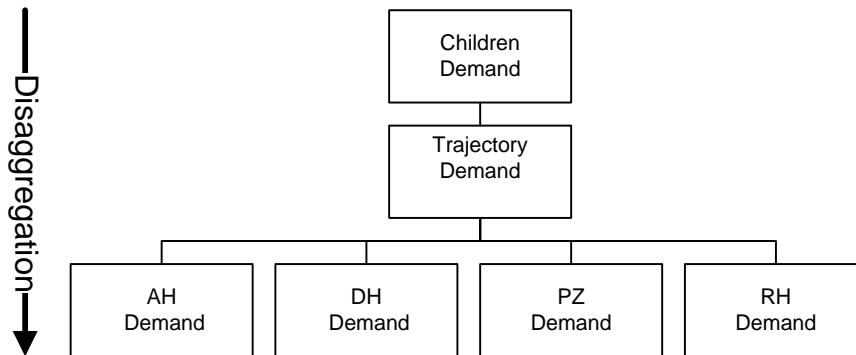 Disaggregation
Children
Demand
Trajectory
Demand
AH
Demand
DH
Demand
PZ
Demand
RH
Demand